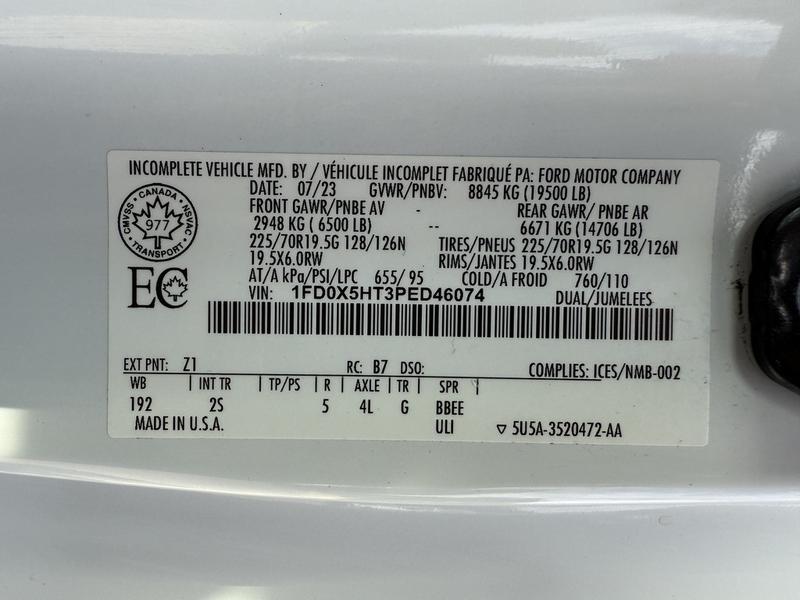 INCOMPLETE VEHICLE MFD. BY / VÉHICULE INCOMPLET FABRIQUÉ PA: FORD MOTOR COMPANY
DATE: 07/23 GVWR/PNBV: 8845 KG (19500 LB)
FRONT GAWR/PNBE AV - REAR GAWR/ PNBE AR
2948 KG ( 6500 LB) -- 6671 KG (14706 LB)
225/70R19.5G 128/126N TIRES/PNEUS 225/70R19.5G 128/126N
19.5X6.0RW RIMS/JANTES 19.5X6.0RW
AT/A kPa/PSI/LPC 655/ 95 COLD/A FROID 760/110
VIN: 1FD0X5HT3PED46074 DUAL/JUMELEES
CANADA
CMVSS NSVAC
977
TRANSPORT
EC
EXT PNT: Z1 RC: B7 DSO: COMPLIES: ICES/NMB-002
WB INT TR TP/PS R AXLE TR SPR
192 2S 5 4L G BBEE
MADE IN U.S.A. ULI ▽ 5U5A-3520472-AA